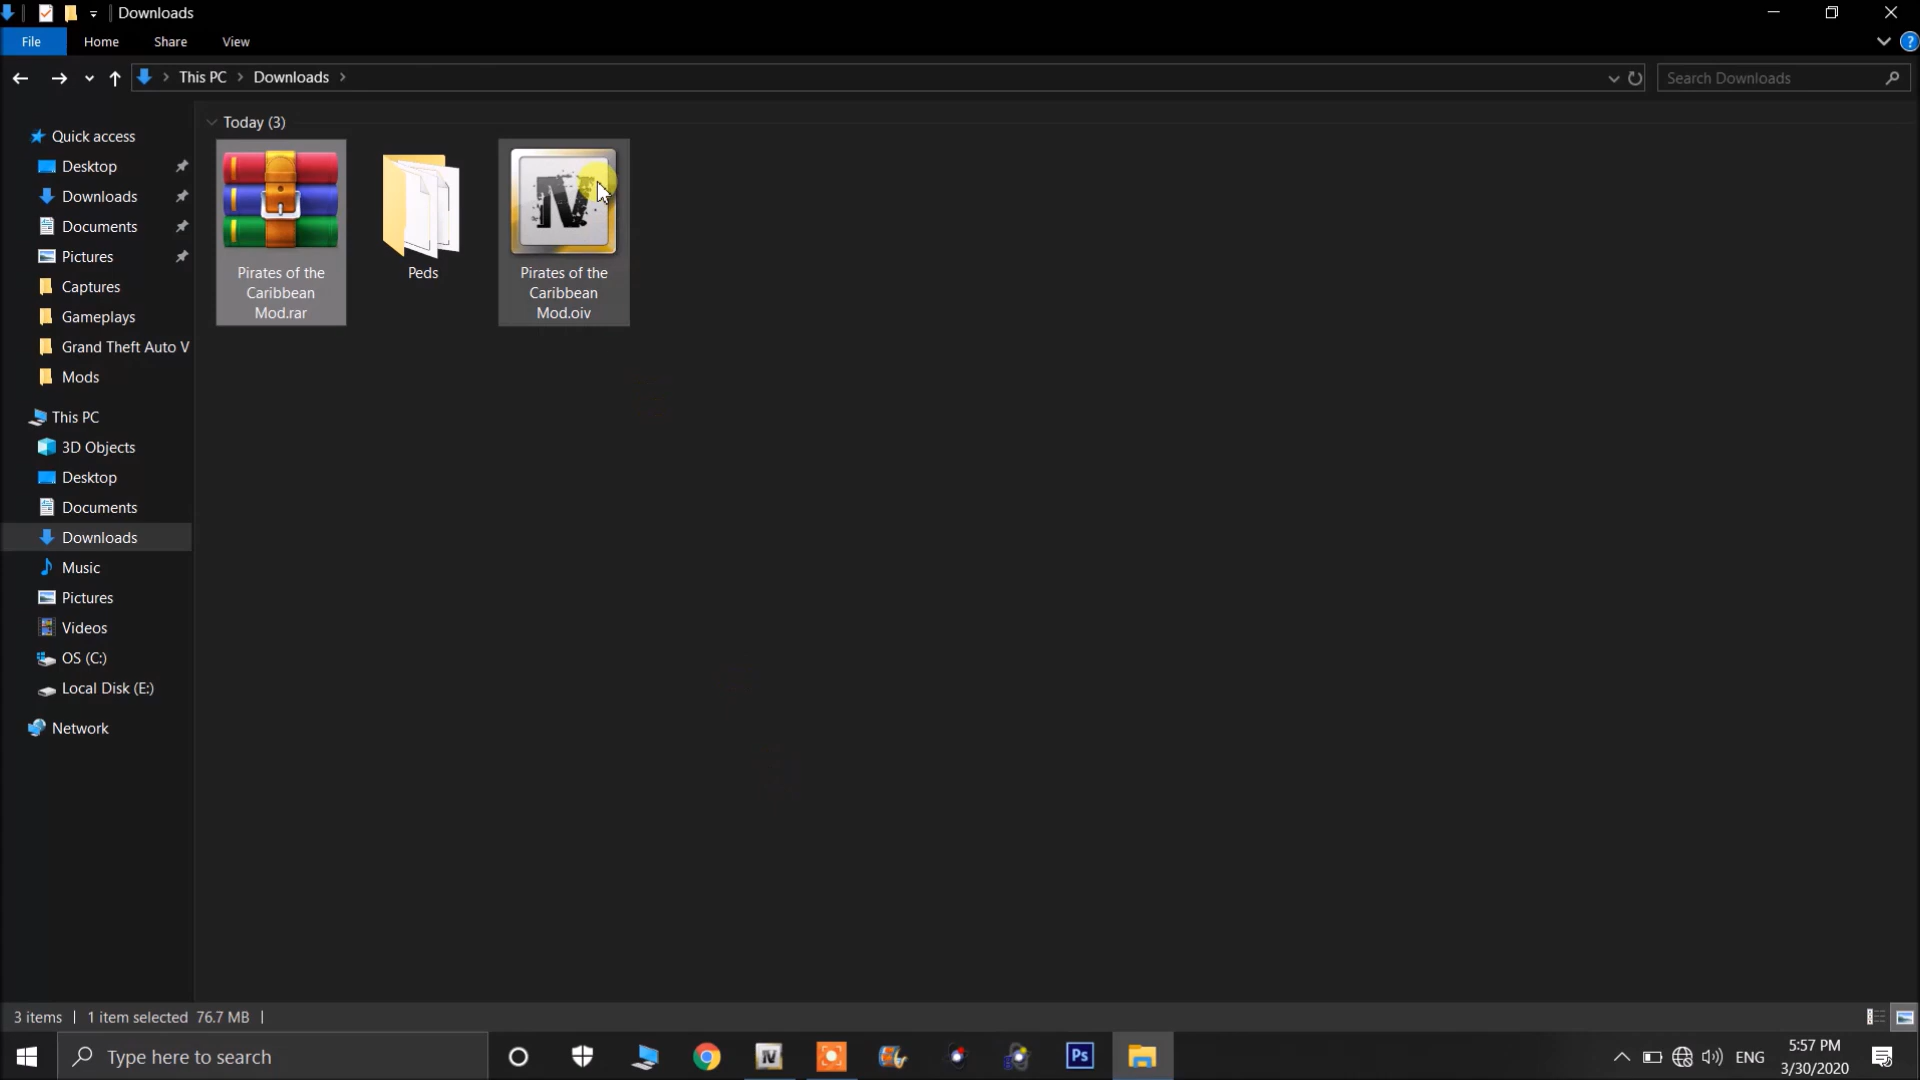 Downloads
File Home Share View
This PC Downloads
Search Downloads
Today (3)
Quick access
Desktop
Downloads
Documents
Pictures
Captures
Gameplays
Grand Theft Auto V
Mods
This PC
3D Objects
Desktop
Documents
Downloads
Music
Pictures
Videos
OS (C:)
Local Disk (E:)
Network
Pirates of the
Caribbean
Mod.rar
Peds
IV
Pirates of the
Caribbean
Mod.oiv
3 items | 1 item selected 76.7 MB |
Type here to search
IV
Ps
ENG
5:57 PM
3/30/2020